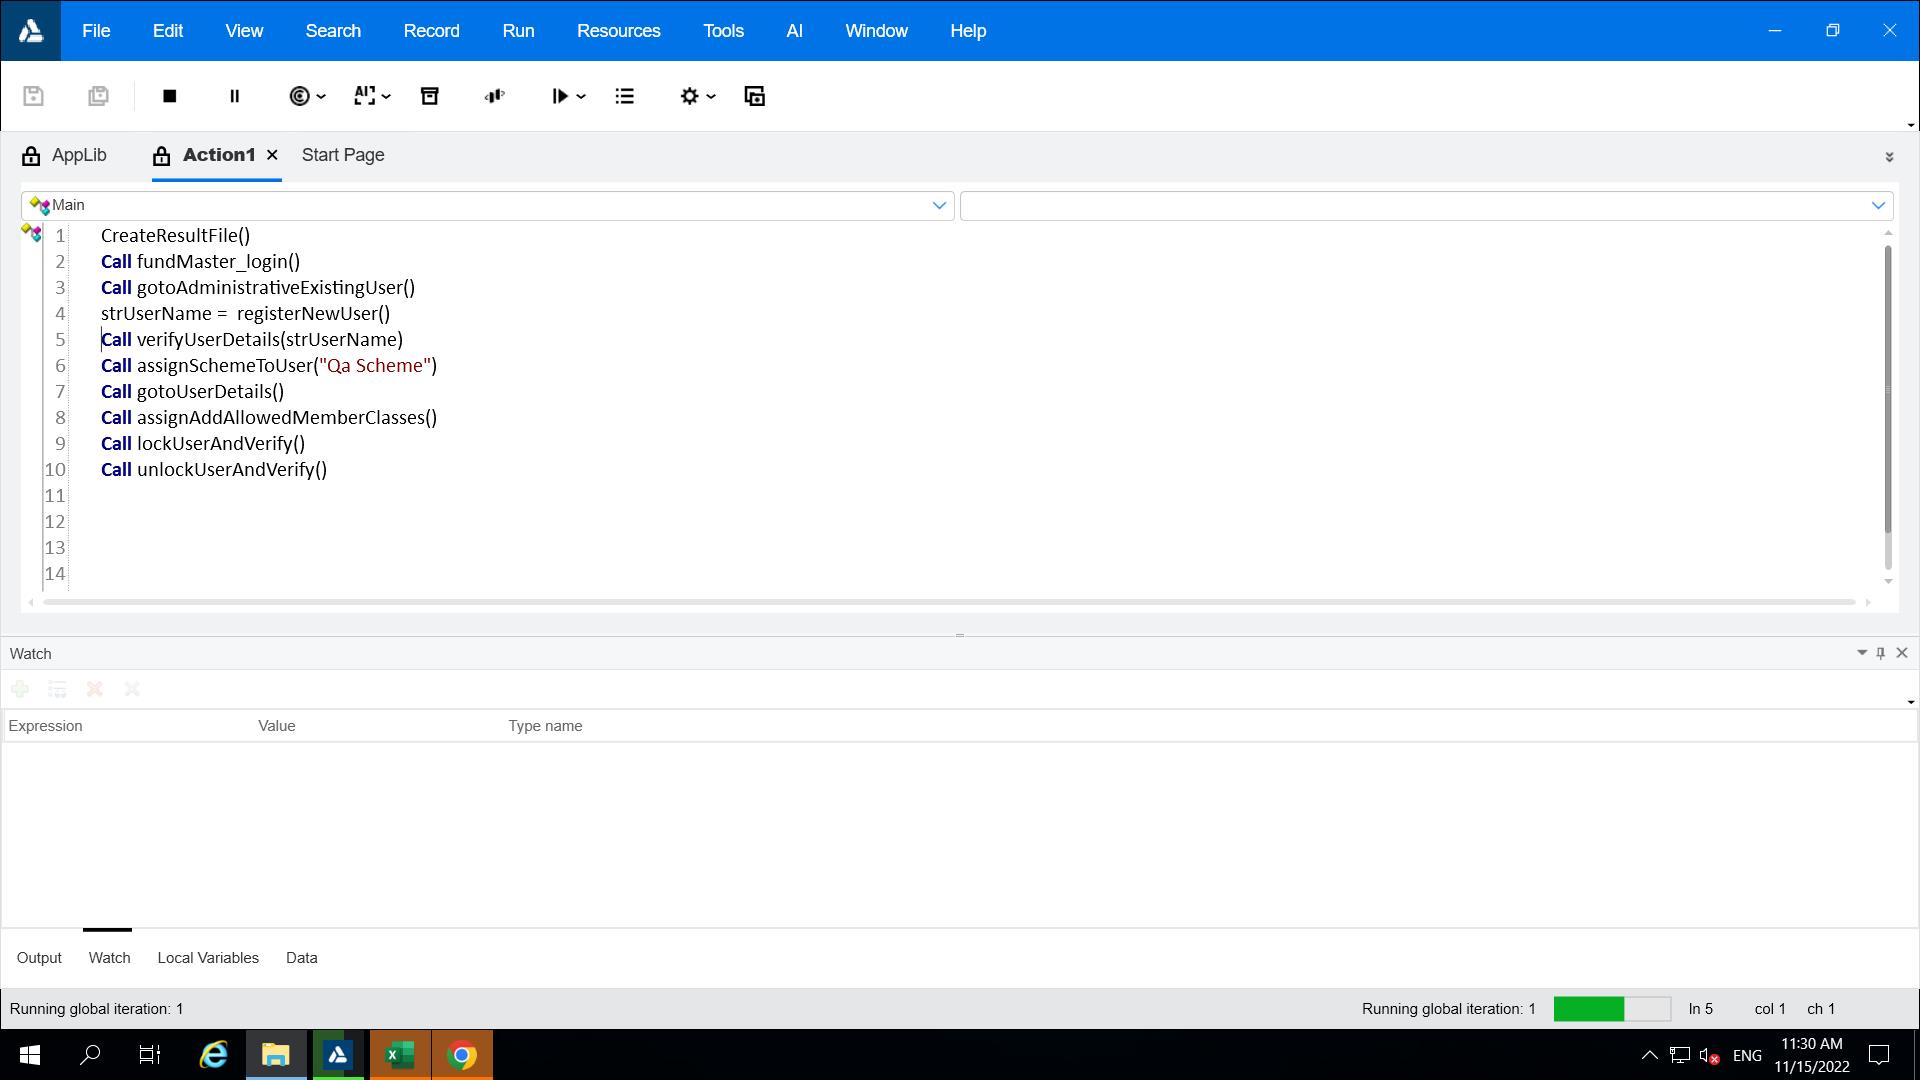 File Edit View Search Record Run Resources Tools AI Window Help
AI
AppLib Action1 Start Page
Main
1 CreateResultFile()
2 Call fundMaster_login()
3 Call gotoAdministrativeExistingUser()
4 strUserName = registerNewUser()
5 Call verifyUserDetails(strUserName)
6 Call assignSchemeToUser("Qa Scheme")
7 Call gotoUserDetails()
8 Call assignAddAllowedMemberClasses()
9 Call lockUserAndVerify()
10 Call unlockUserAndVerify()
11
12
13
14
Watch
Expression Value Type name
Output Watch Local Variables Data
Running global iteration: 1 Running global iteration: 1 ln 5 col 1 ch 1
ENG 11:30 AM
11/15/2022